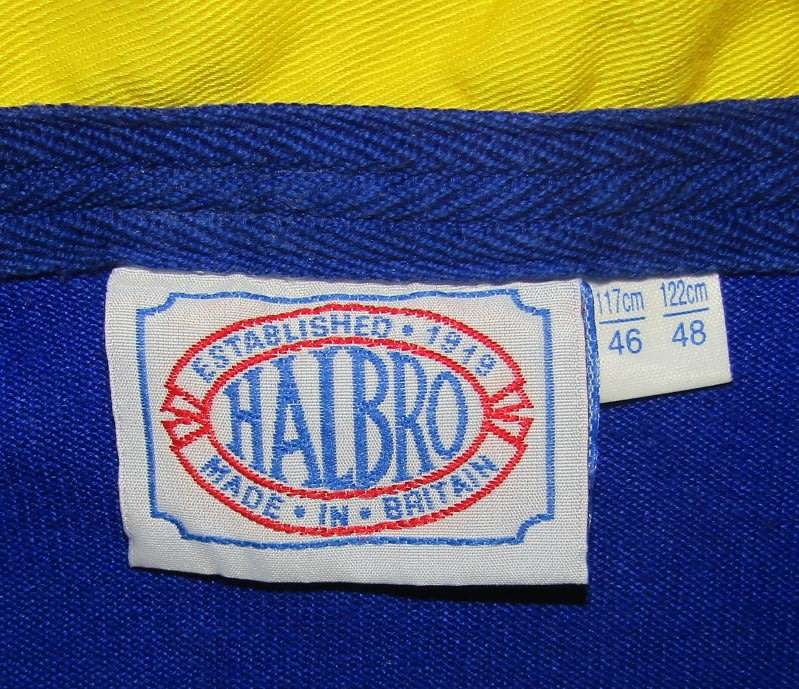 ESTABLISHED • 1919
HALBRO
MADE • IN • BRITAIN
117cm 122cm
46 48